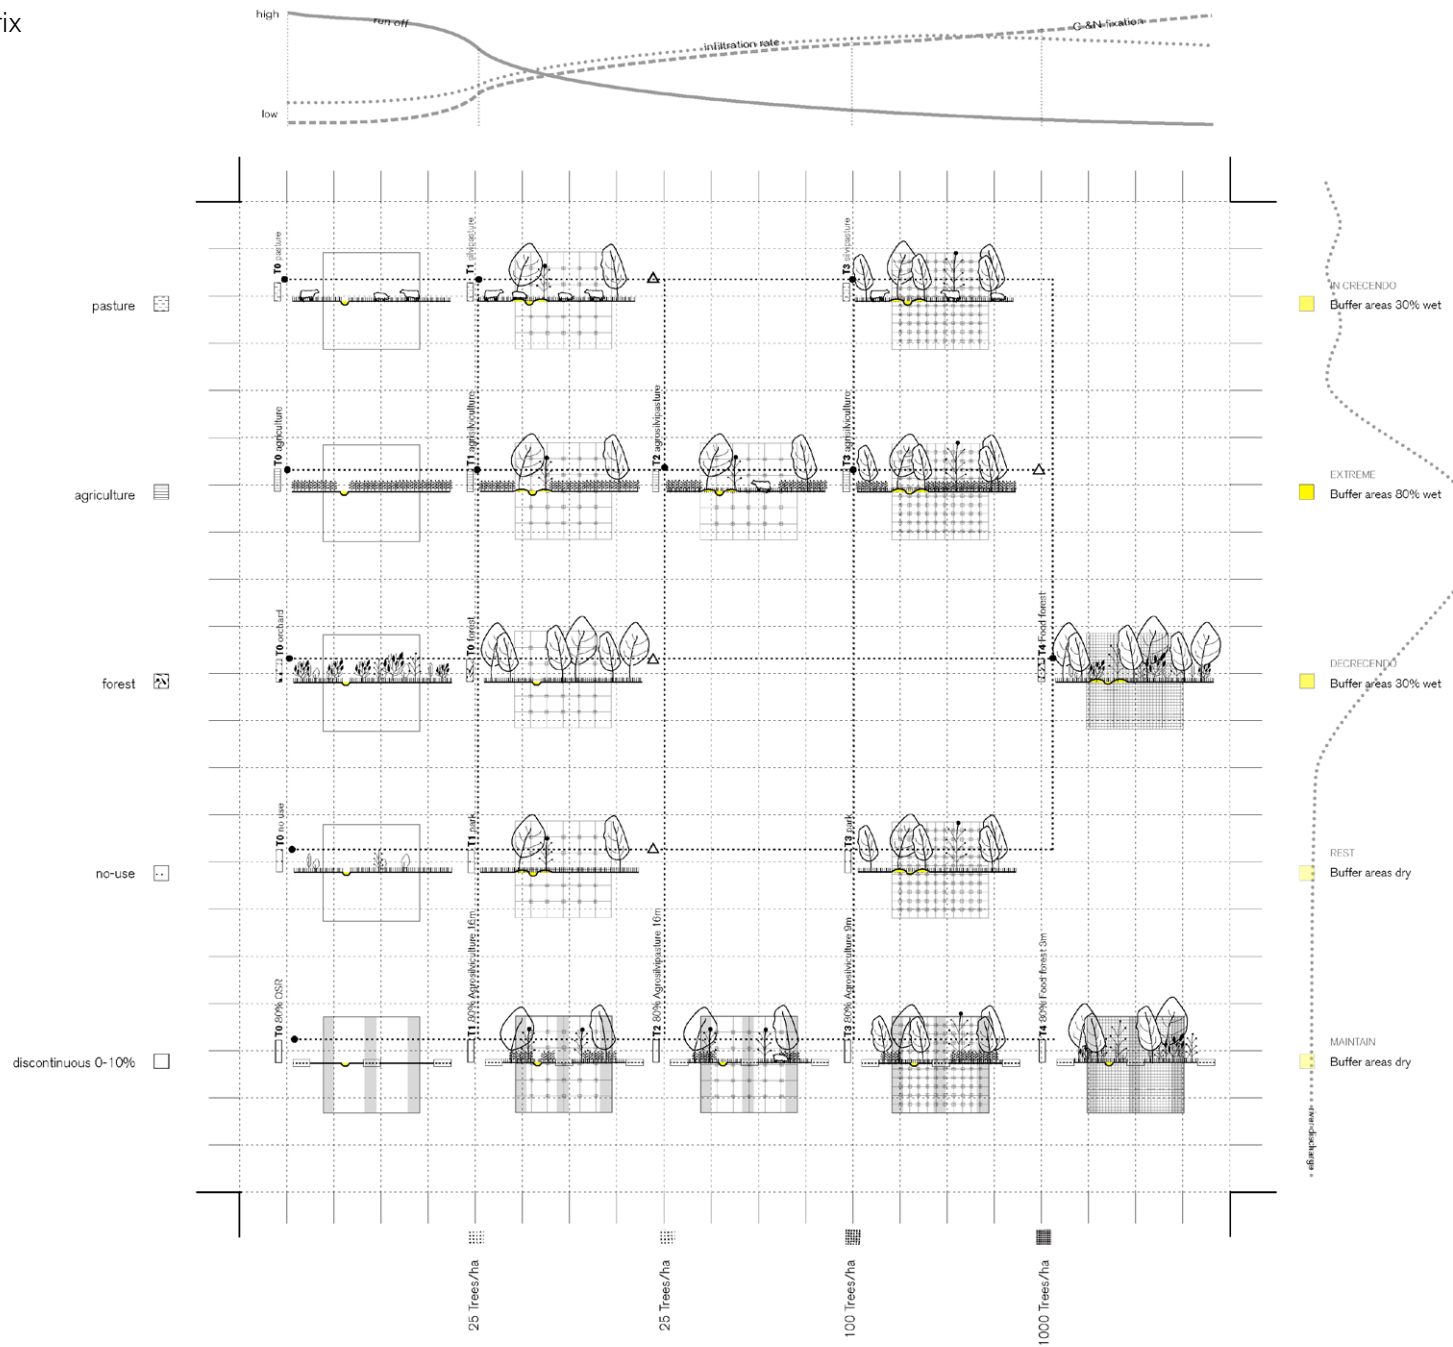 rix
high
low
run off
infiltration rate
C &N fixation
T0 pasture
T1 silvipasture
T3 silvipasture
pasture
IN CRECENDO
Buffer areas 30% wet
T0 agriculture
T1 agrisilviculture
T2 agrosilvipasture
T3 agrisilviculture
agriculture
EXTREME
Buffer areas 80% wet
T0 orchard
T0 forest
T4 Food forest
forest
DECRECENDO
Buffer areas 30% wet
T0 no use
T1 park
T3 park
no-use
REST
Buffer areas dry
T0 80% OSR
T1 80% Agrosilviculture 16m
T2 80% Agrosilvipasture 16m
T3 80% Agrosilviculture 9m
T4 80% Food forest 3m
discontinuous 0-10%
MAINTAIN
Buffer areas dry
river discharge
25 Trees/ha
25 Trees/ha
100 Trees/ha
1000 Trees/ha